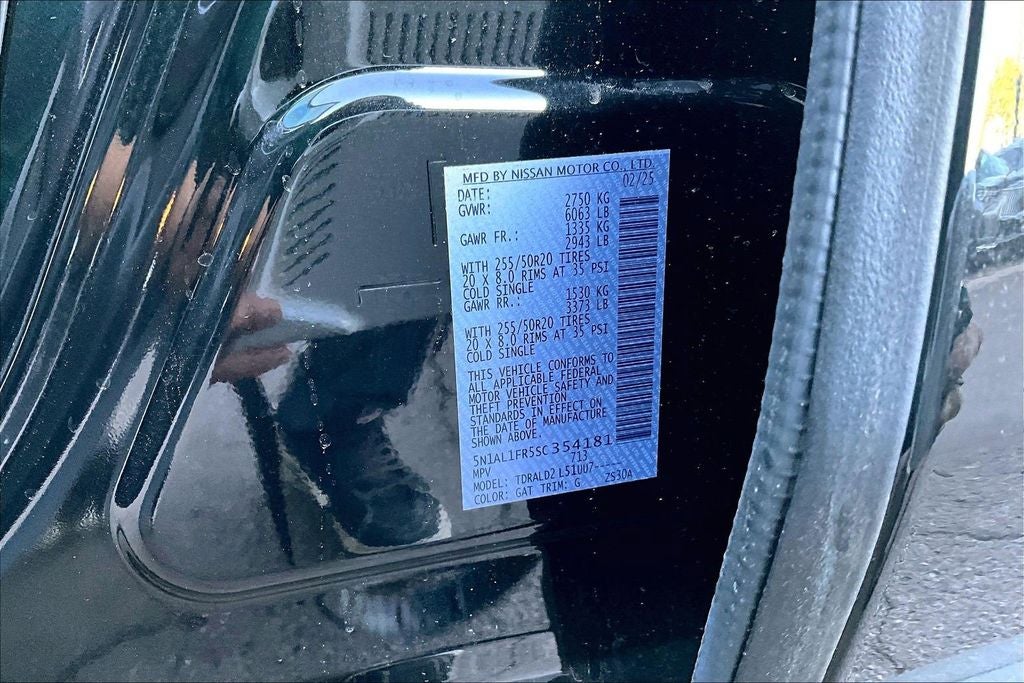 MFD BY NISSAN MOTOR CO., LTD.
DATE: 02/25
GVWR: 2750 KG
6063 LB
GAWR FR.: 1335 KG
2943 LB
WITH 255/50R20 TIRES
20 X 8.0 RIMS AT 35 PSI
COLD SINGLE
GAWR RR.: 1530 KG
3373 LB
WITH 255/50R20 TIRES
20 X 8.0 RIMS AT 35 PSI
COLD SINGLE
THIS VEHICLE CONFORMS TO
ALL APPLICABLE FEDERAL
MOTOR VEHICLE SAFETY AND
THEFT PREVENTION
STANDARDS IN EFFECT ON
THE DATE OF MANUFACTURE
SHOWN ABOVE.
5N1AL1FR5SC354181
MPV 713
MODEL: TDRALD2 L51UU7-----
COLOR: GAT TRIM: G ZS30A